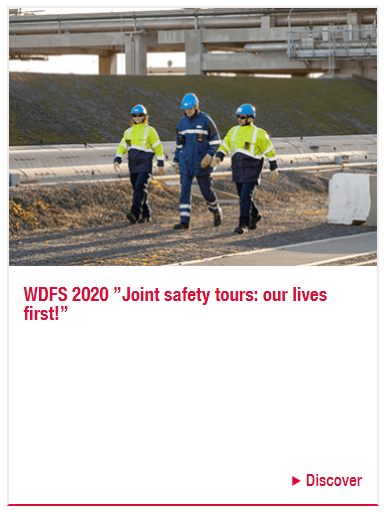 WDFS 2020 ”Joint safety tours: our lives
first!”
Discover